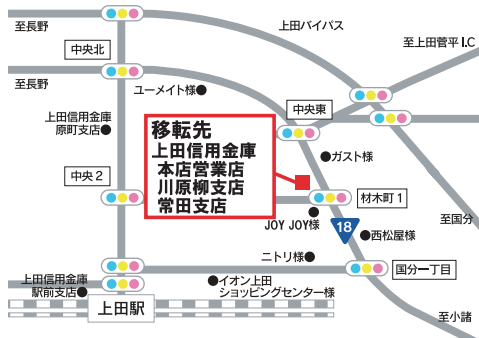 至長野
上田バイパス
中央北
至上田菅平I.C
至長野
ユーメイト様
中央東
上田信用金庫
原町支店
移転先
上田信用金庫
本店営業店
川原柳支店
常田支店
ガスト様
中央2
材木町1
JOY JOY様
18
西松屋様
至国分
ニトリ様
国分一丁目
上田信用金庫
駅前支店
イオン上田
ショッピングセンター様
上田駅
至小諸